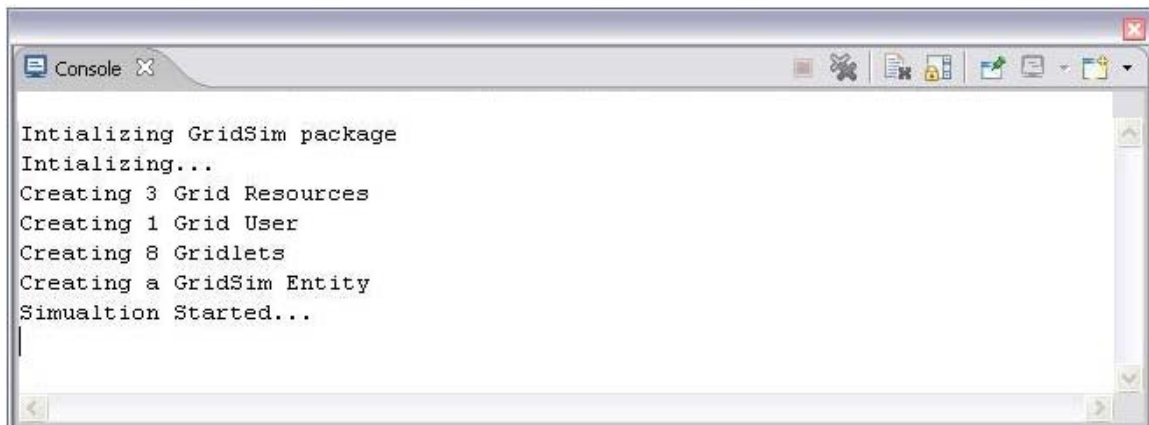 Console
Intializing GridSim package
Intializing...
Creating 3 Grid Resources
Creating 1 Grid User
Creating 8 Gridlets
Creating a GridSim Entity
Simualtion Started...